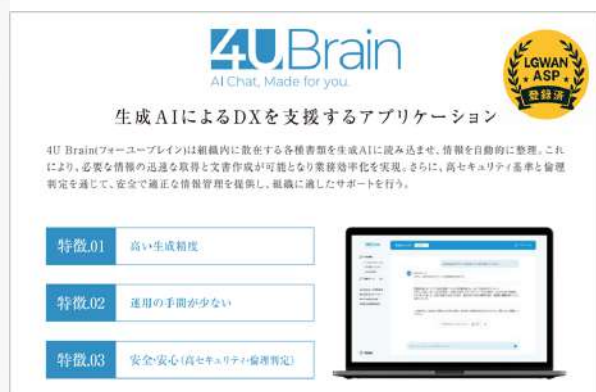 4U Brain
AI Chat, Made for you.
LGWAN
ASP
登録済
生成AIによるDXを支援するアプリケーション
4U Brain(フォーユーブレイン)は組織内に散在する各種書類を生成AIに読み込ませ、情報を自動的に整理。これ
により、必要な情報の迅速な取得と文書作成が可能となり業務効率化を実現。さらに、高セキュリティ基準と倫理
判定を通じて、安全で適正な情報管理を提供し、組織に適したサポートを行う。
特徴.01 高い生成精度
特徴.02 運用の手間が少ない
特徴.03 安全・安心(高セキュリティ・倫理判定)